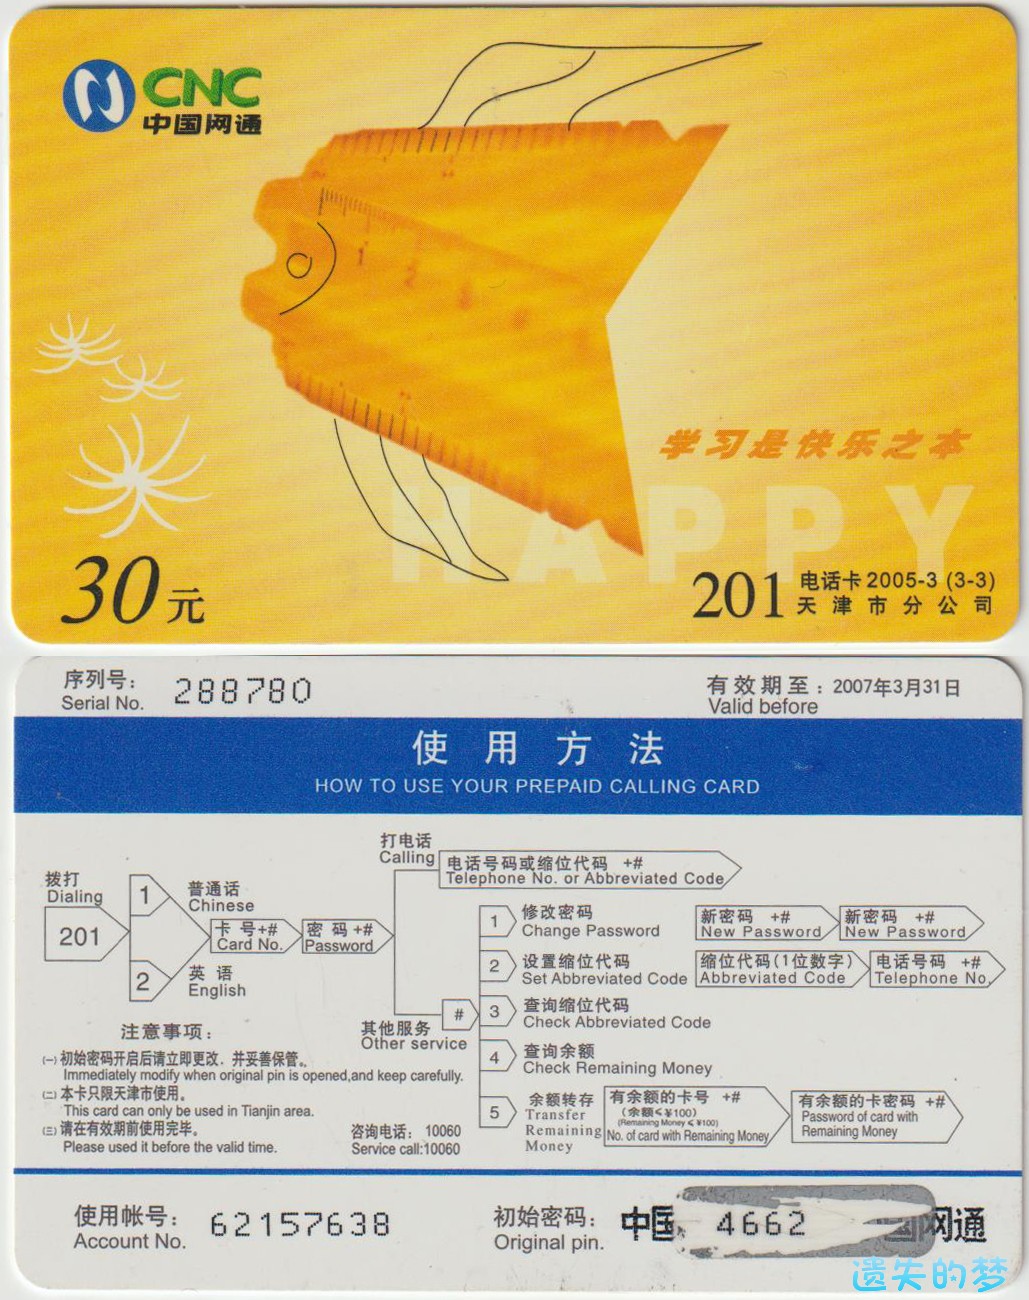 CNC
中国网通
1
2
学习是快乐之本
HAPPY
30元
201 电话卡 2005-3 (3-3)
天津市分公司
序列号：
Serial No. 288780
有效期至：2007年3月31日
Valid before
使用方法
HOW TO USE YOUR PREPAID CALLING CARD
拨打
Dialing
201
1
普通话
Chinese
2
英语
English
卡号+#
Card No.
密码+#
Password
打电话
Calling
电话号码或缩位代码 +#
Telephone No. or Abbreviated Code
其他服务
Other service
#
1
修改密码
Change Password
新密码 +#
New Password
新密码 +#
New Password
2
设置缩位代码
Set Abbreviated Code
缩位代码(1位数字)
Abbreviated Code
电话号码 +#
Telephone No.
3
查询缩位代码
Check Abbreviated Code
4
查询余额
Check Remaining Money
5
余额转存
Transfer
Remaining
Money
有余额的卡号 +#
(余额≤¥100)
(Remaining Money ≤ ¥100)
No. of card with Remaining Money
有余额的卡密码 +#
Password of card with
Remaining Money
注意事项：
(一)初始密码开启后请立即更改．并妥善保管。
Immediately modify when original pin is opened,and keep carefully.
(二)本卡只限天津市使用。
This card can only be used in Tianjin area.
(三)请在有效期前使用完毕。
Please used it before the valid time.
咨询电话： 10060
Service call:10060
使用帐号：
Account No. 62157638
初始密码：
Original pin.
中国 4662 国网通
遗失的梦